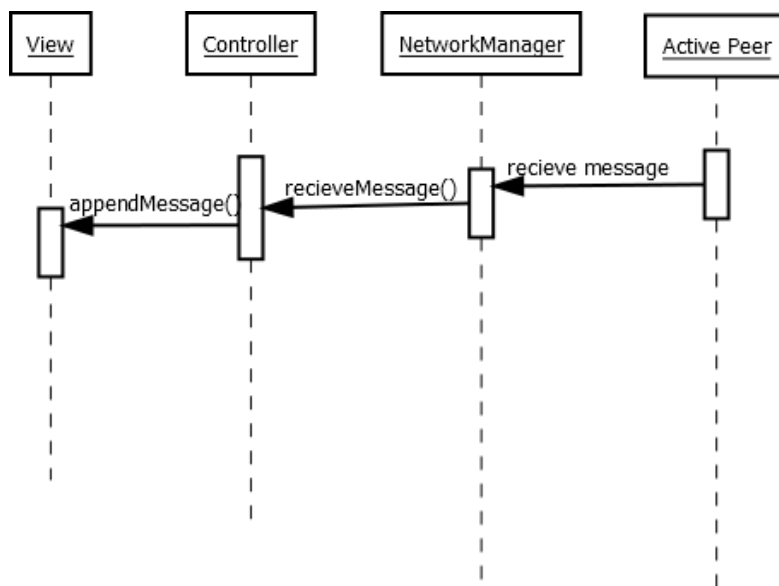 View
Controller
NetworkManager
Active Peer
recieve message
recieveMessage()
appendMessage()